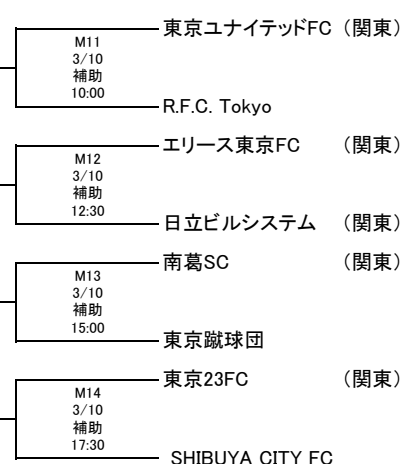 東京ユナイテッドFC （関東）
M11
3/10
補助
10:00
R.F.C. Tokyo
エリース東京FC （関東）
M12
3/10
補助
12:30
日立ビルシステム （関東）
南葛SC （関東）
M13
3/10
補助
15:00
東京蹴球団
東京23FC （関東）
M14
3/10
補助
17:30
SHIBUYA CITY FC